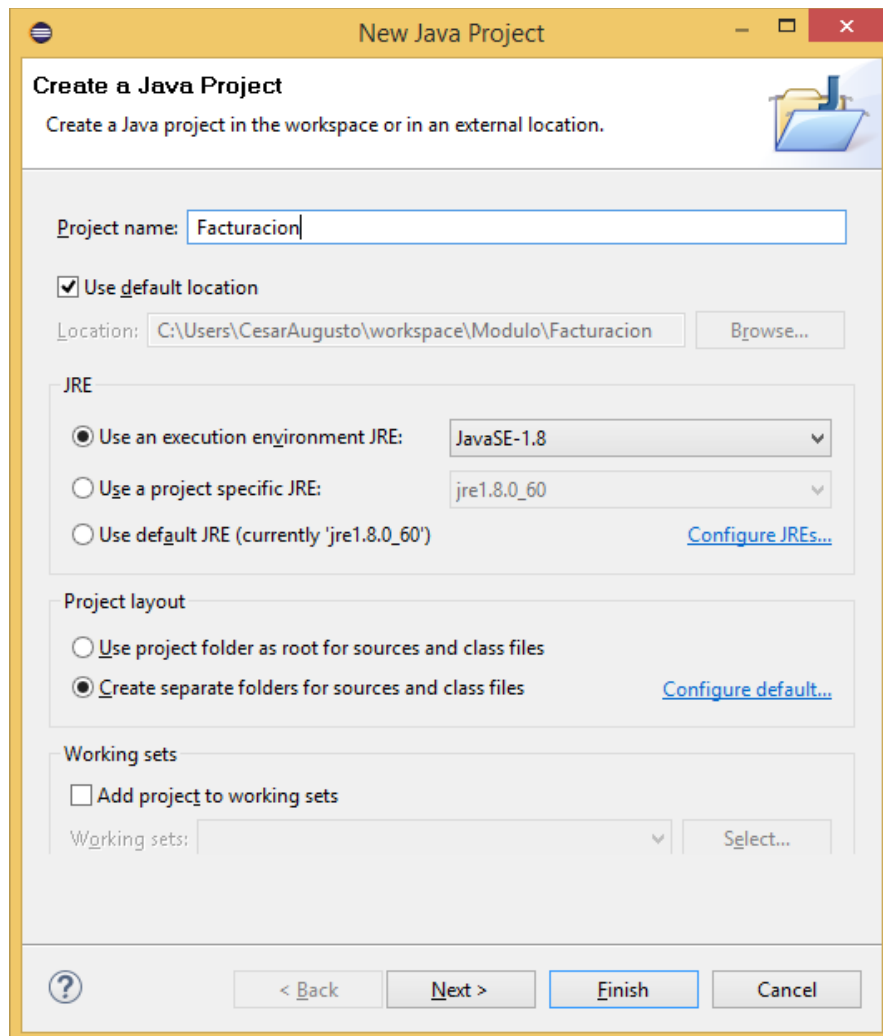 New Java Project
Create a Java Project
Create a Java project in the workspace or in an external location.
Project name: Facturacion
Use default location
Location: C:\Users\CesarAugusto\workspace\Modulo\Facturacion Browse...
JRE
Use an execution environment JRE: JavaSE-1.8
Use a project specific JRE: jre1.8.0_60
Use default JRE (currently 'jre1.8.0_60') Configure JREs...
Project layout
Use project folder as root for sources and class files
Create separate folders for sources and class files Configure default...
Working sets
Add project to working sets
Working sets: Select...
? < Back Next > Finish Cancel